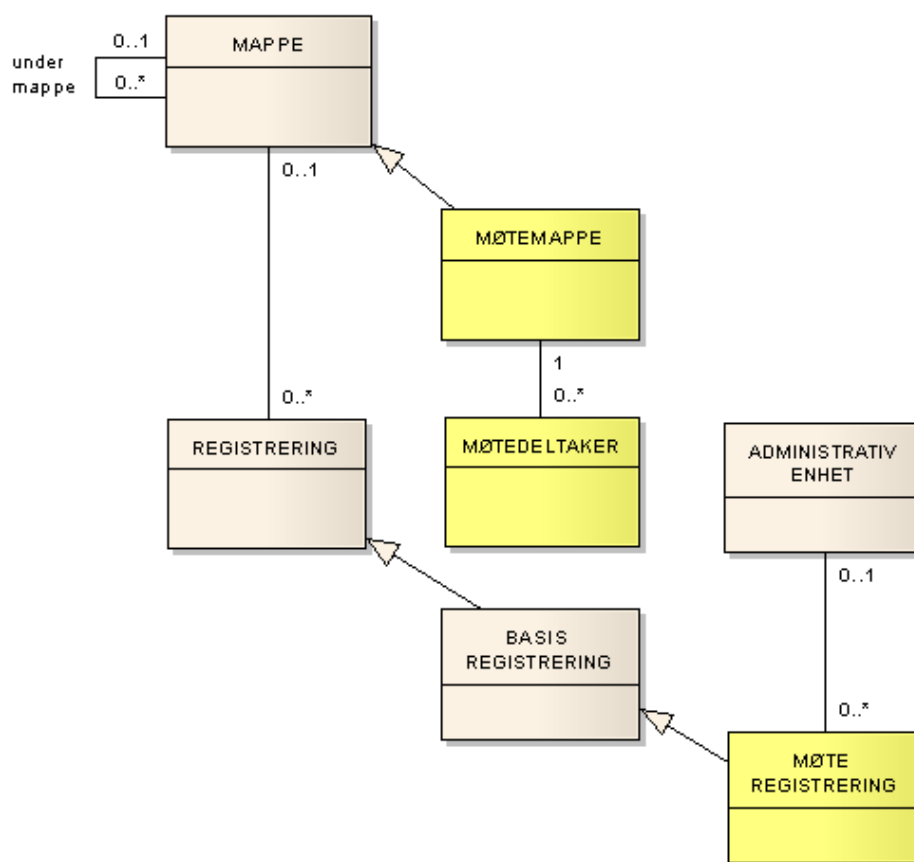 MAPPE
0..1
under
mappe
0..*
0..1
MØTEMAPPE
1
0..*
0..*
REGISTRERING
MØTEDELTAKER
ADMINISTRATIV
ENHET
0..1
BASIS
REGISTRERING
0..*
MØTE
REGISTRERING